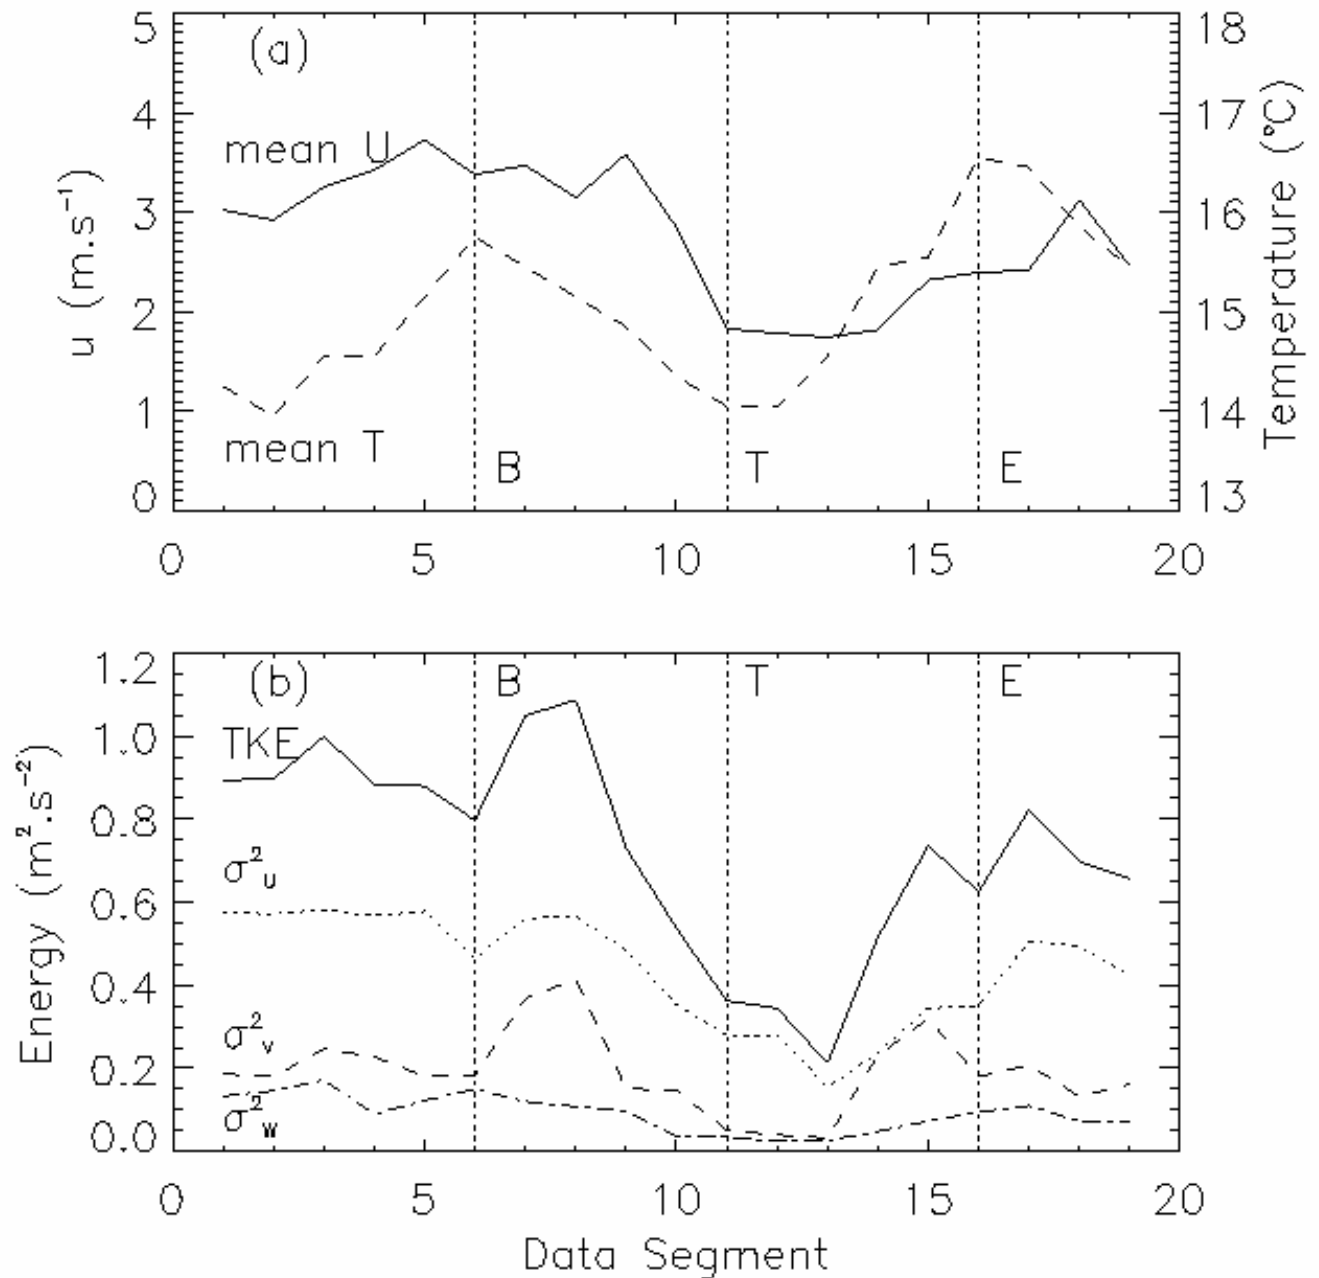 (a)
5
4
3
2
1
0
u (m.s⁻¹)
mean U
mean T
B
T
E
18
17
16
15
14
13
Temperature (°C)
0 5 10 15 20
(b)
1.2
1.0
0.8
0.6
0.4
0.2
0.0
Energy (m².s⁻²)
TKE
σ²u
σ²v
σ²w
B
T
E
0 5 10 15 20
Data Segment